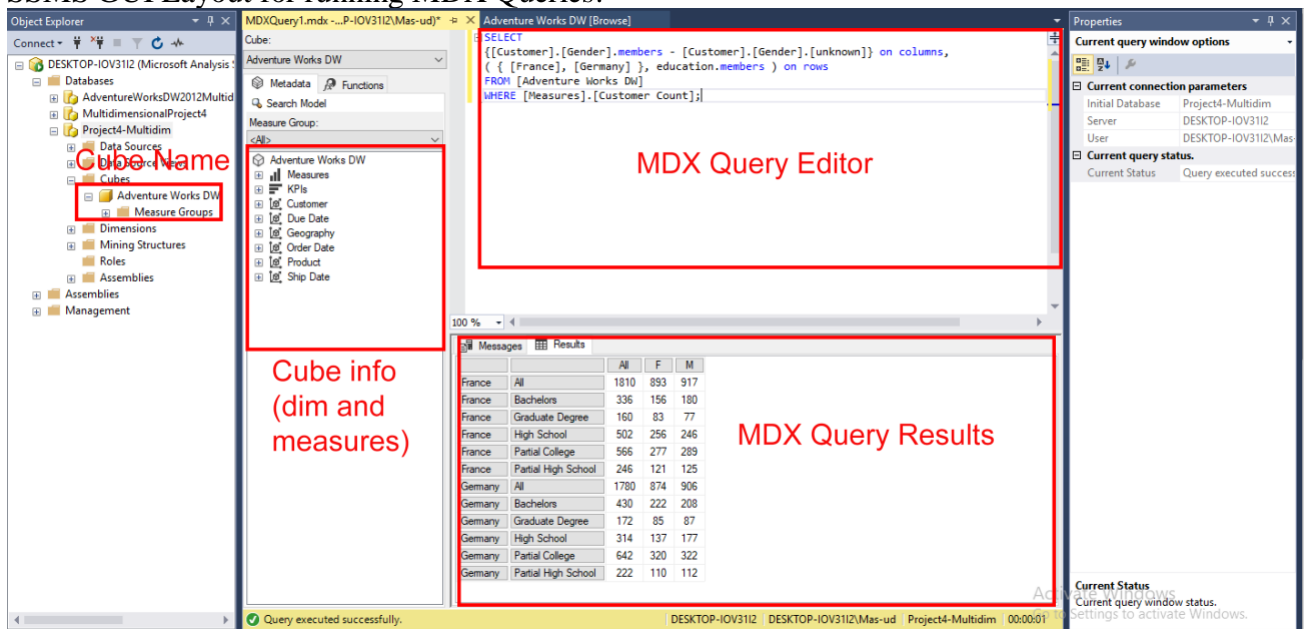 SSMS GUI Layout for running MDX Queries:
Object Explorer
Connect
DESKTOP-IOV31I2 (Microsoft Analysis
Databases
AdventureWorksDW2012Multid
MultidimensionalProject4
Project4-Multidim
Data Sources
Data Source Views
Cubes
Adventure Works DW
Measure Groups
Dimensions
Mining Structures
Roles
Assemblies
Assemblies
Management
Cube Name
MDXQuery1.mdx -...P-IOV31I2\Mas-ud)*
Adventure Works DW [Browse]
Cube:
Adventure Works DW
Metadata Functions
Search Model
Measure Group:
<All>
Adventure Works DW
Measures
KPIs
Customer
Due Date
Geography
Order Date
Product
Ship Date
Cube info
(dim and
measures)
SELECT
{[Customer].[Gender].members - [Customer].[Gender].[unknown]} on columns,
( { [France], [Germany] }, education.members ) on rows
FROM [Adventure Works DW]
WHERE [Measures].[Customer Count];
MDX Query Editor
100 %
Messages Results
All F M
France All 1810 893 917
France Bachelors 336 156 180
France Graduate Degree 160 83 77
France High School 502 256 246
France Partial College 566 277 289
France Partial High School 246 121 125
Germany All 1780 874 906
Germany Bachelors 430 222 208
Germany Graduate Degree 172 85 87
Germany High School 314 137 177
Germany Partial College 642 320 322
Germany Partial High School 222 110 112
MDX Query Results
Query executed successfully.
DESKTOP-IOV31I2 DESKTOP-IOV31I2\Mas-ud Project4-Multidim 00:00:01
Properties
Current query window options
Current connection parameters
Initial Database Project4-Multidim
Server DESKTOP-IOV31I2
User DESKTOP-IOV31I2\Mas-
Current query status.
Current Status Query executed success
Current Status
Current query window status.
Activate Windows
Go to Settings to activate Windows.